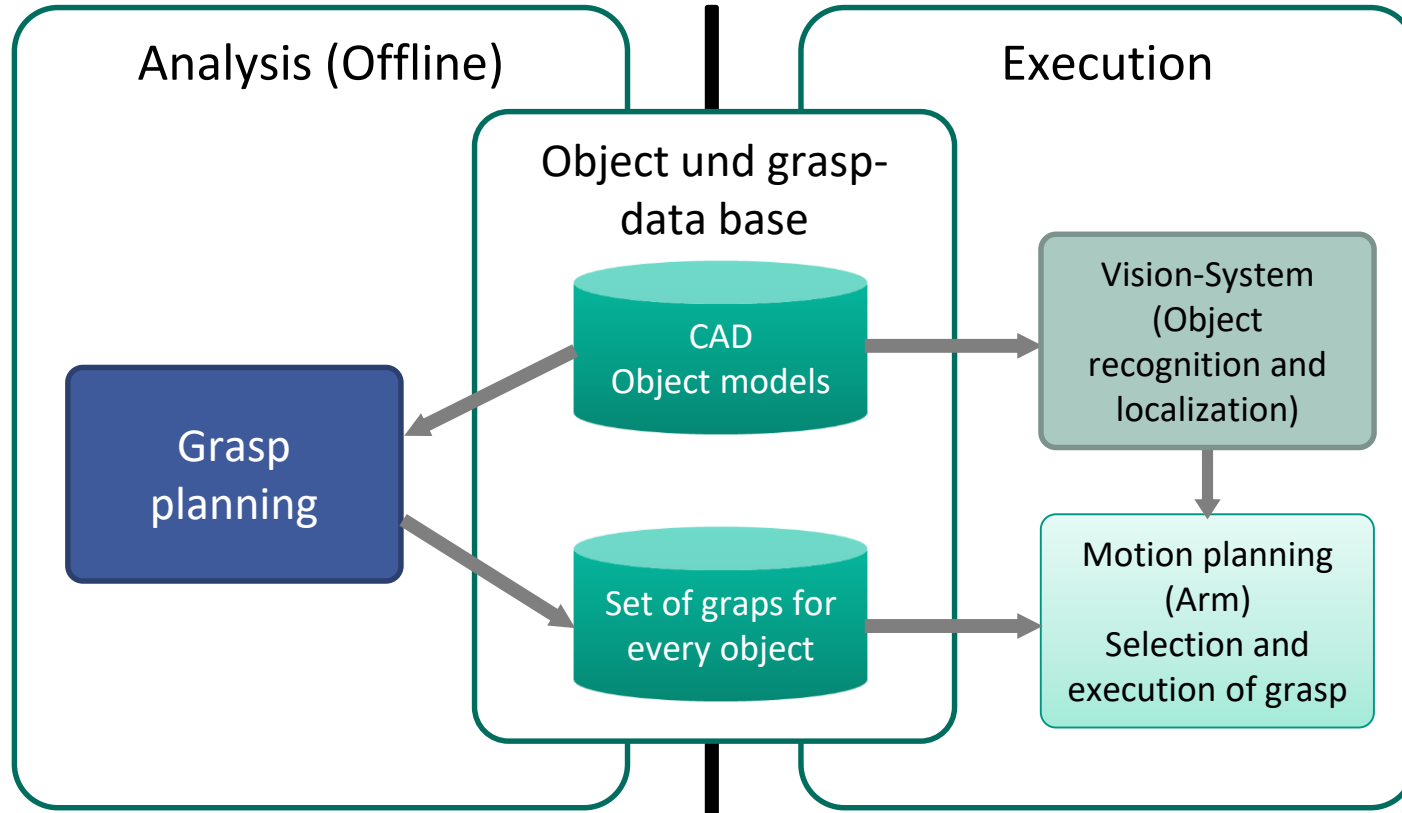 Analysis (Offline)
Execution
Object und grasp-
data base
CAD
Object models
Grasp
planning
Set of graps for
every object
Vision-System
(Object
recognition and
localization)
Motion planning
(Arm)
Selection and
execution of grasp